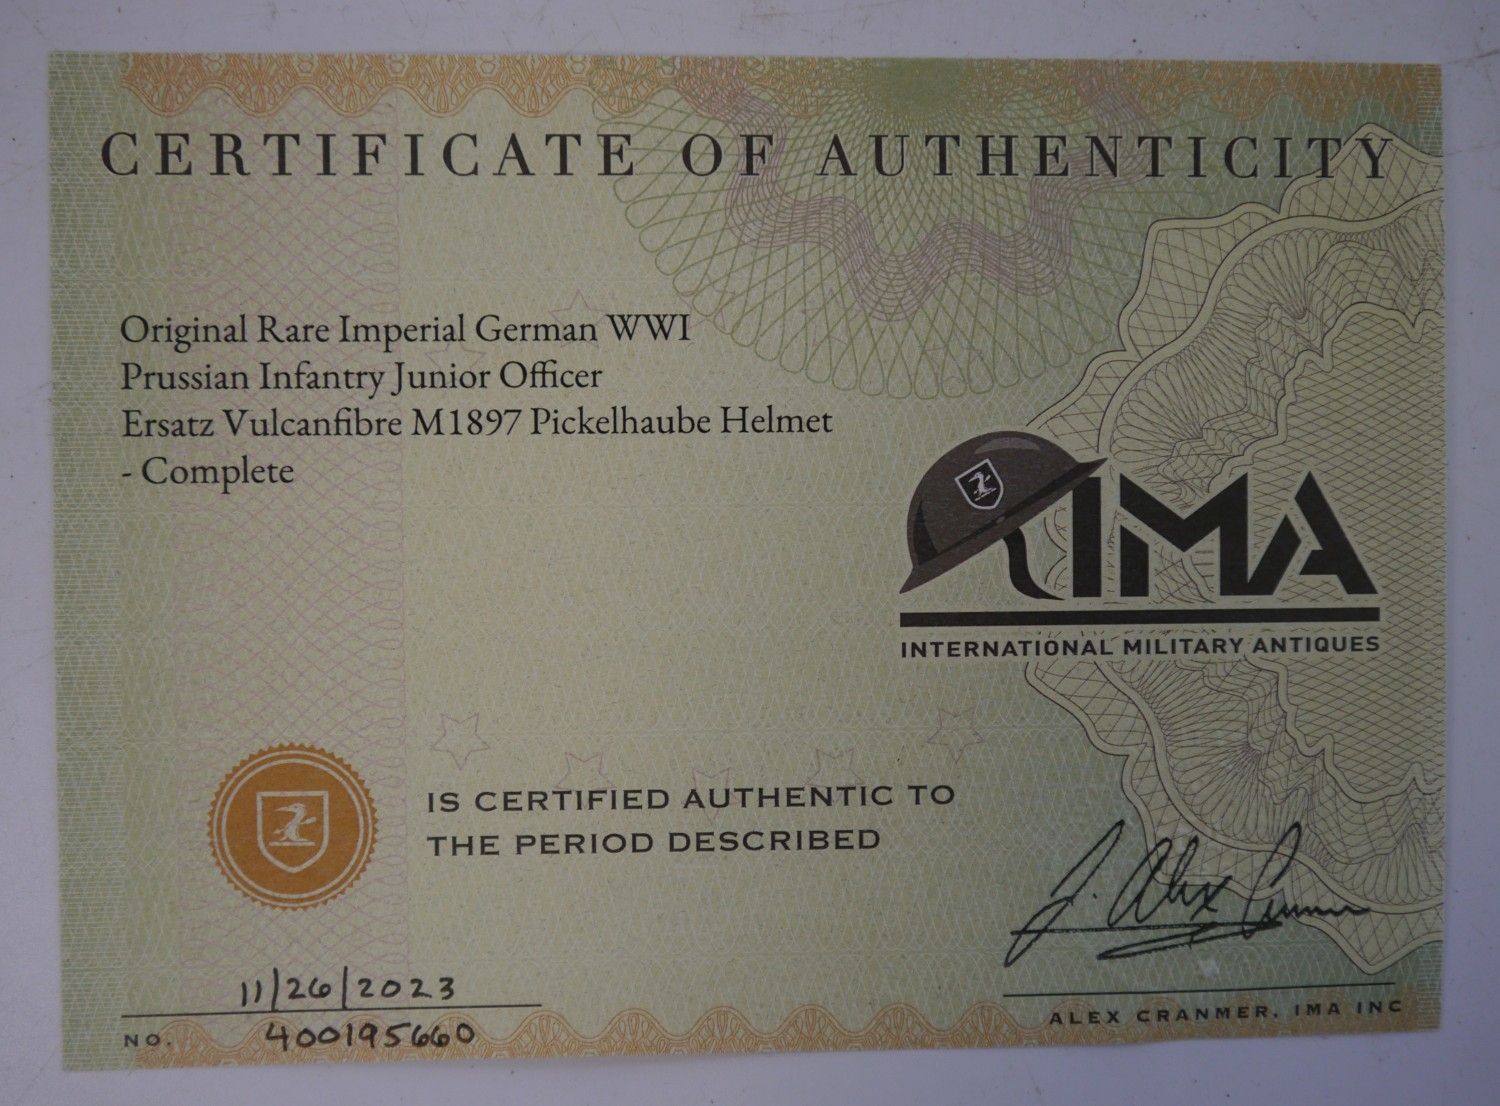 CERTIFICATE OF AUTHENTICITY
Original Rare Imperial German WWI
Prussian Infantry Junior Officer
Ersatz Vulcanfibre M1897 Pickelhaube Helmet
- Complete
IMA
INTERNATIONAL MILITARY ANTIQUES
IS CERTIFIED AUTHENTIC TO
THE PERIOD DESCRIBED
J. Alex Cranmer
11/26/2023
ALEX CRANMER, IMA INC
NO. 400195660